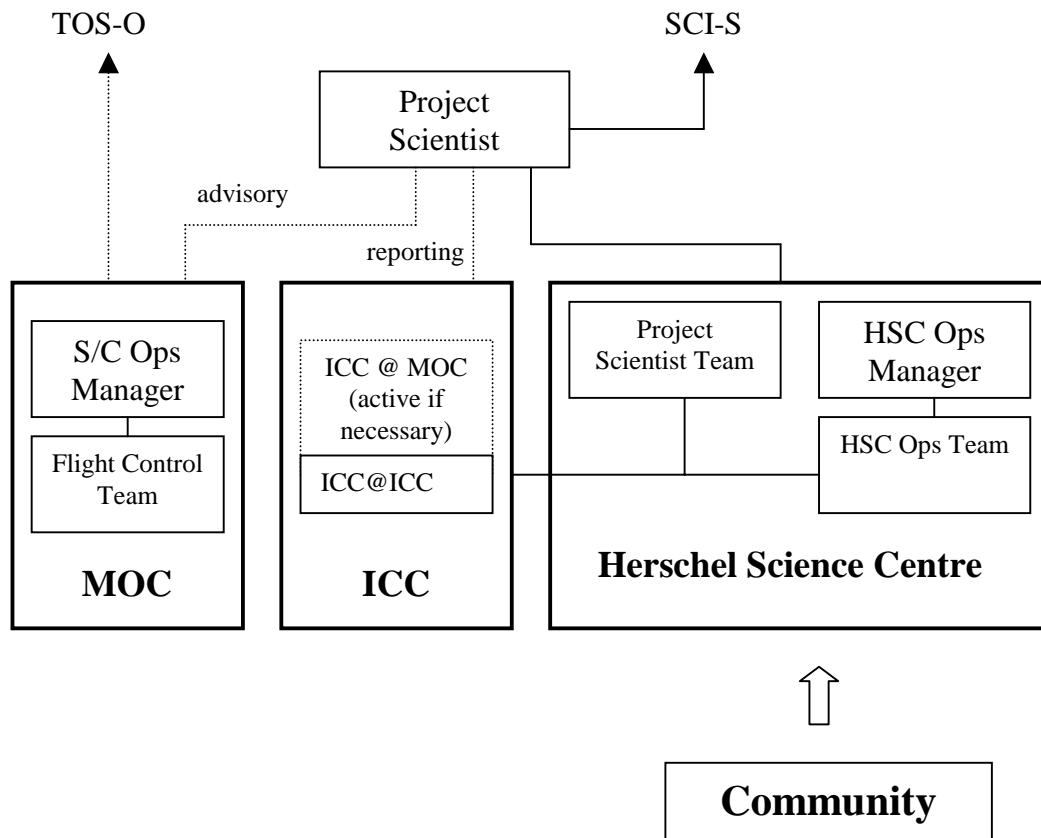 TOS-O
SCI-S
Project
Scientist
advisory
reporting
S/C Ops
Manager
Flight Control
Team
MOC
ICC @ MOC
(active if
necessary)
ICC@ICC
ICC
Project
Scientist Team
HSC Ops
Manager
HSC Ops Team
Herschel Science Centre
Community